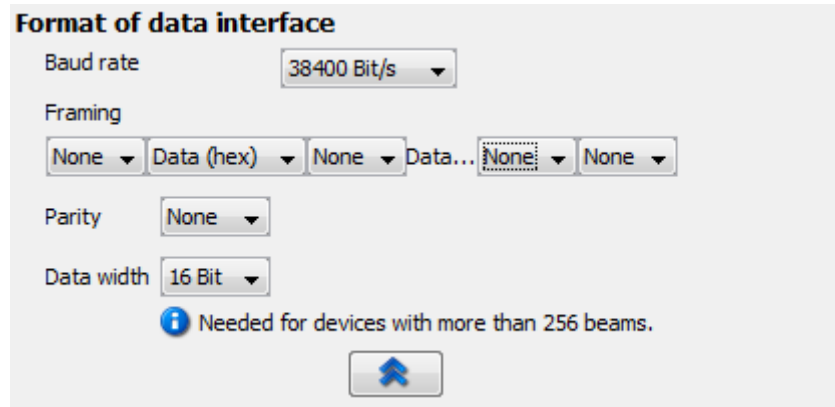 Format of data interface
Baud rate 38400 Bit/s
Framing
None Data (hex) None Data... None None
Parity None
Data width 16 Bit
Needed for devices with more than 256 beams.